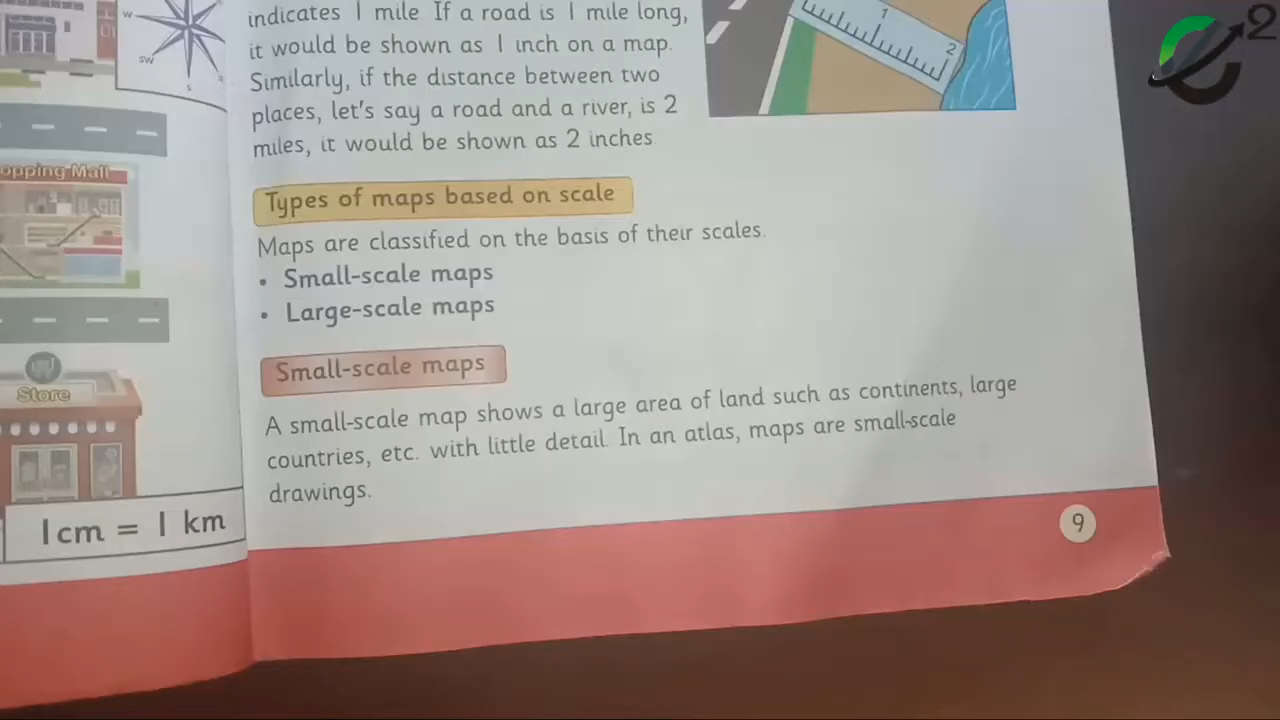 W
SW
S
opping Mall
Store
1cm = 1 km
indicates 1 mile. If a road is 1 mile long,
it would be shown as 1 inch on a map.
Similarly, if the distance between two
places, let's say a road and a river, is 2
miles, it would be shown as 2 inches
1
2
Types of maps based on scale
Maps are classified on the basis of their scales.
• Small-scale maps
• Large-scale maps
Small-scale maps
A small-scale map shows a large area of land such as continents, large
countries, etc. with little detail. In an atlas, maps are small-scale
drawings.
9
e2